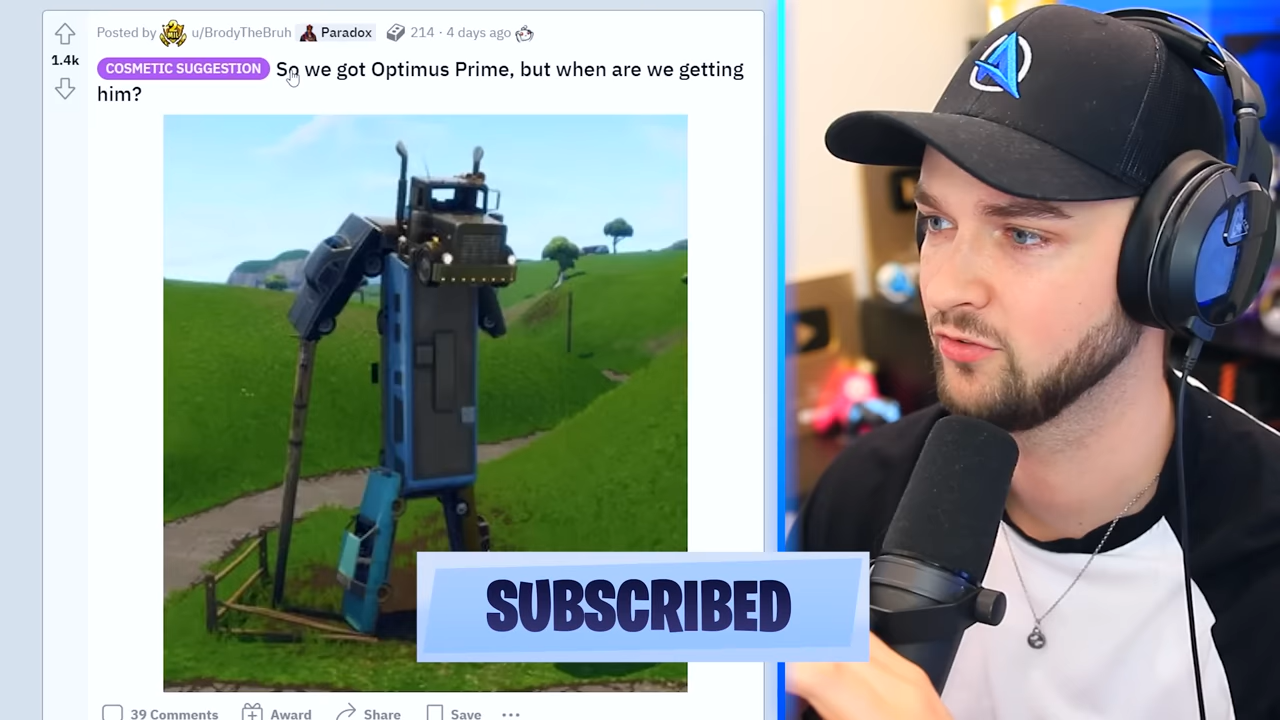 Posted by u/BrodyTheBruh Paradox 214 · 4 days ago
1.4k
COSMETIC SUGGESTION So we got Optimus Prime, but when are we getting
him?
SUBSCRIBED
39 Comments Award Share Save